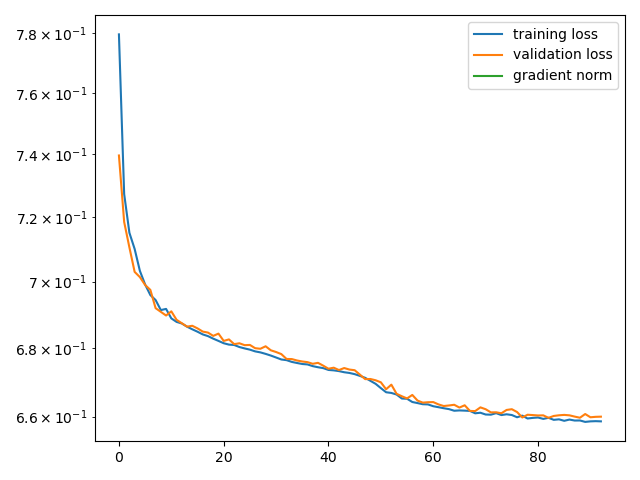 7.8 × 10⁻¹
7.6 × 10⁻¹
7.4 × 10⁻¹
7.2 × 10⁻¹
7 × 10⁻¹
6.8 × 10⁻¹
6.6 × 10⁻¹
training loss
validation loss
gradient norm
0 20 40 60 80